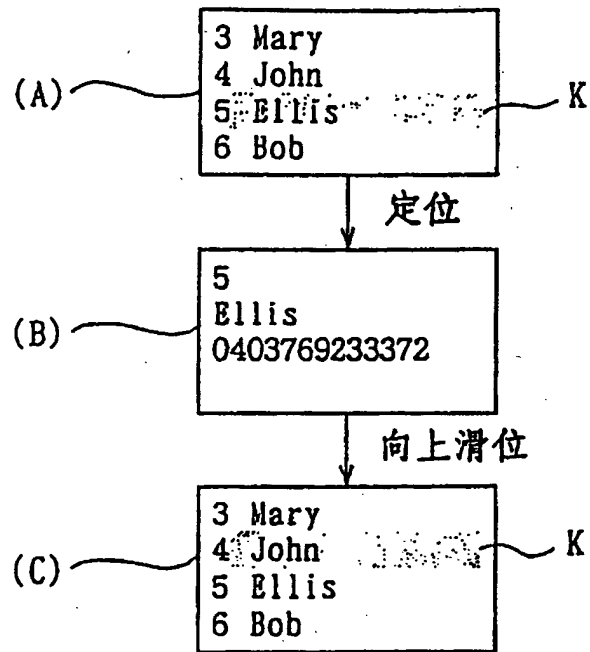 3 Mary
4 John
(A)
5 Ellis
K
6 Bob
定位
5
Ellis
(B)
0403769233372
向上滑位
3 Mary
4 John
K
(C)
5 Ellis
6 Bob